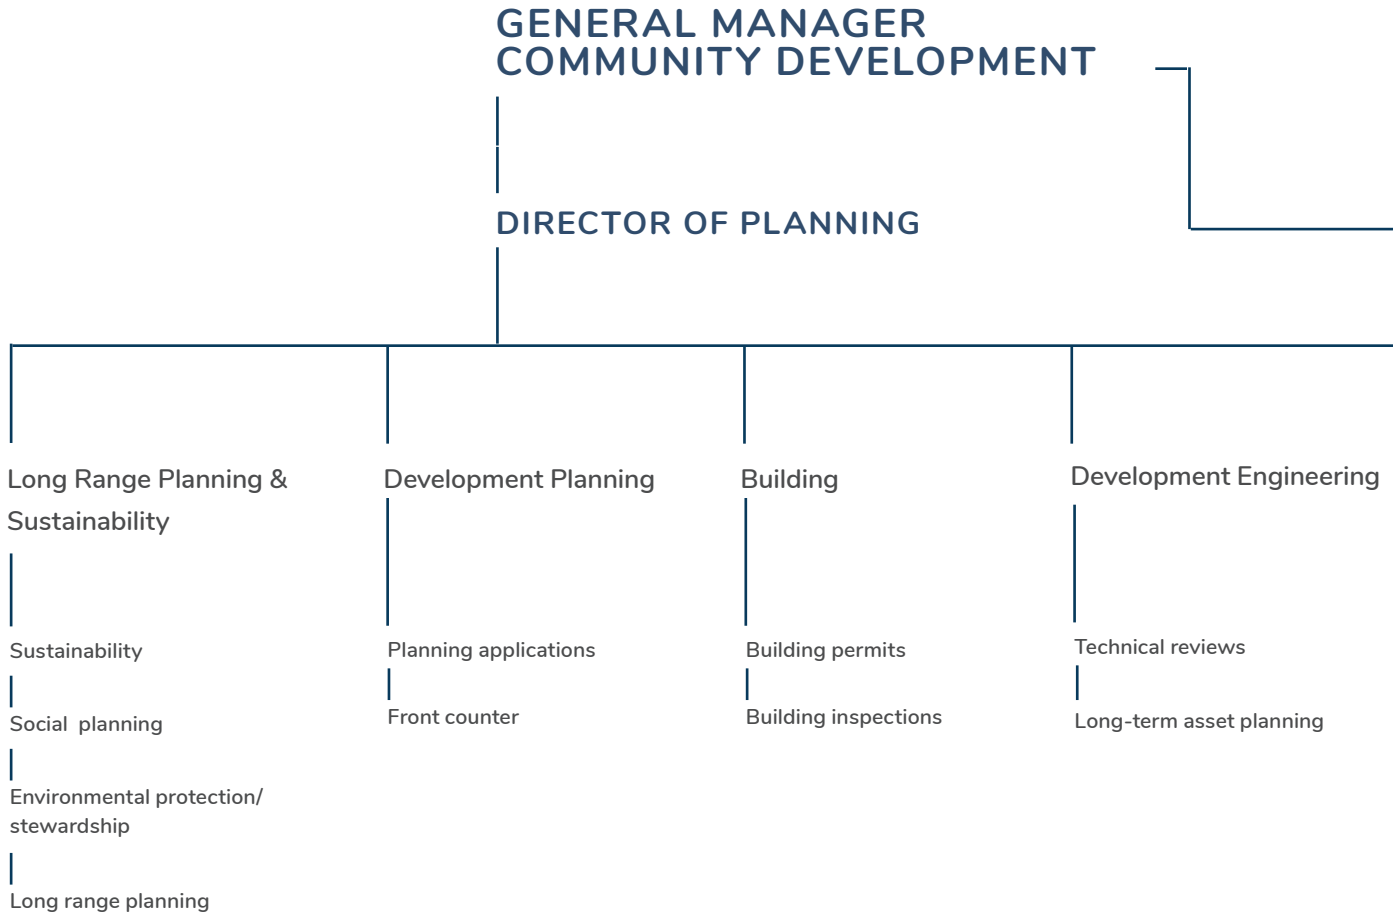 GENERAL MANAGER
COMMUNITY DEVELOPMENT
DIRECTOR OF PLANNING
Long Range Planning &
Sustainability
Sustainability
Social planning
Environmental protection/
stewardship
Long range planning
Development Planning
Planning applications
Front counter
Building
Building permits
Building inspections
Development Engineering
Technical reviews
Long-term asset planning